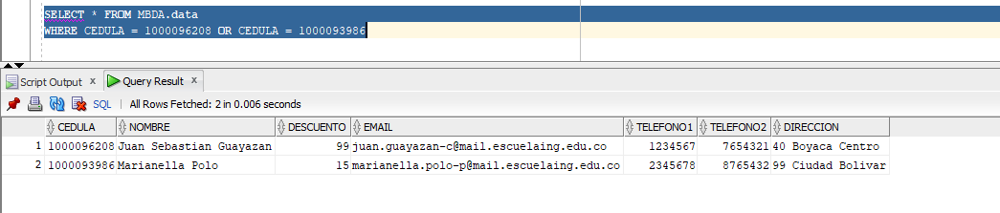 SELECT * FROM MBDA.data
WHERE CEDULA = 1000096208 OR CEDULA = 1000093986
Script Output x Query Result x
SQL | All Rows Fetched: 2 in 0.006 seconds
CEDULA NOMBRE DESCUENTO EMAIL TELEFONO1 TELEFONO2 DIRECCION
1 1000096208 Juan Sebastian Guayazan 99 juan.guayazan-c@mail.escuelaing.edu.co 1234567 7654321 40 Boyaca Centro
2 1000093986 Marianella Polo 15 marianella.polo-p@mail.escuelaing.edu.co 2345678 8765432 99 Ciudad Bolivar